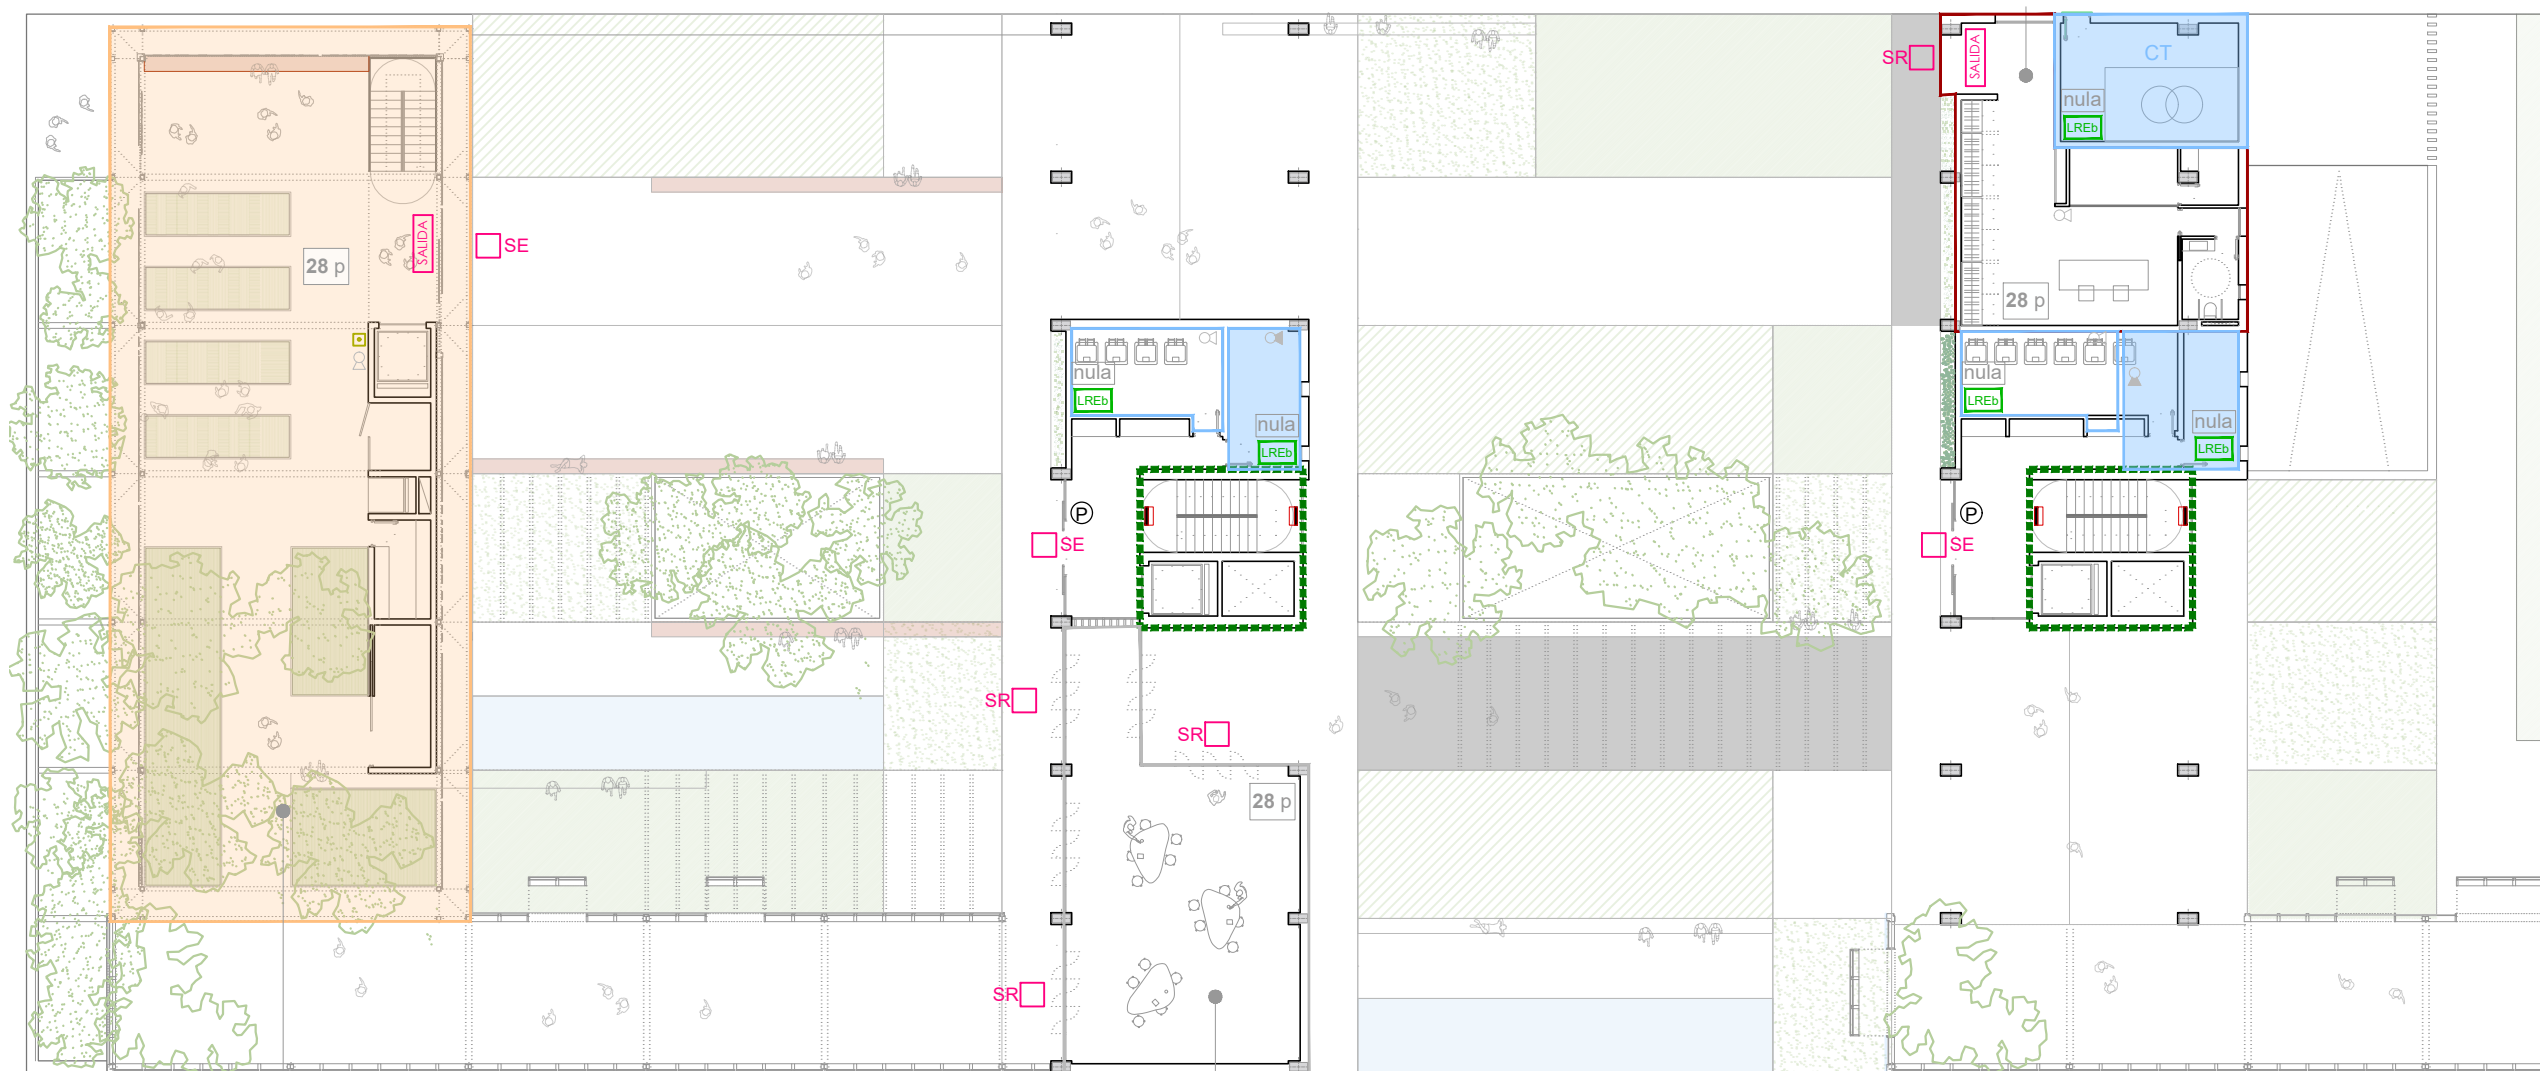 SALIDA
28 p
SE
nula
LREb
nula
LREb
P
SE
SR
SR
28 p
SR
SR
SALIDA
CT
nula
LREb
28 p
nula
LREb
nula
LREb
P
SE